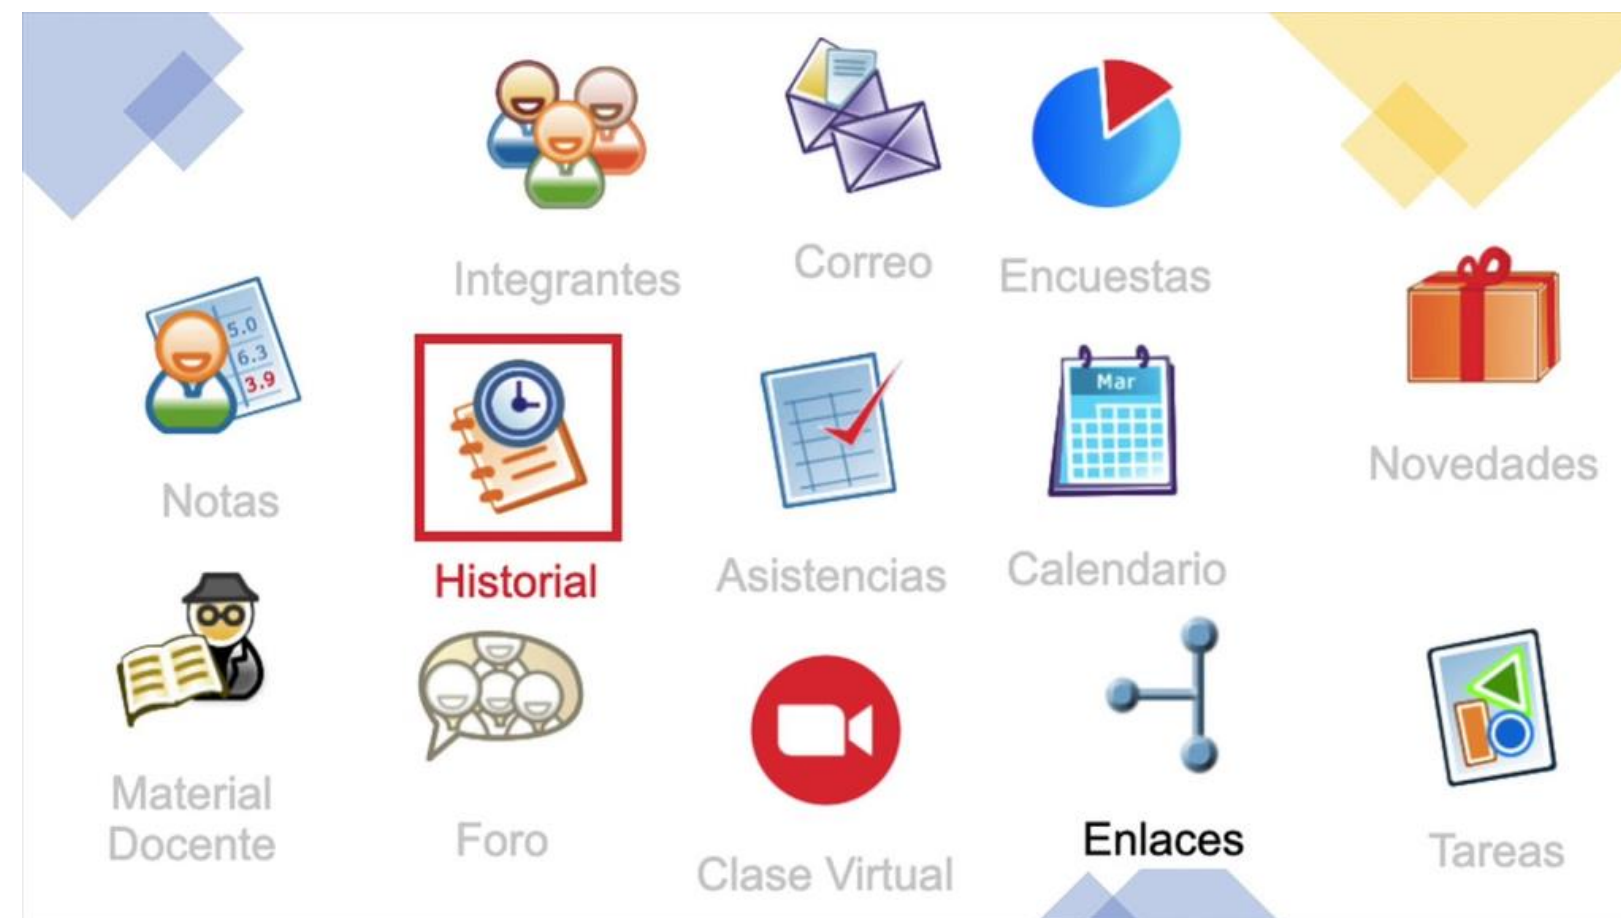 Integrantes
Correo
Encuestas
5.0
6.3
3.9
Mar
Notas
Historial
Asistencias
Calendario
Novedades
Material
Docente
Foro
Clase Virtual
Enlaces
Tareas